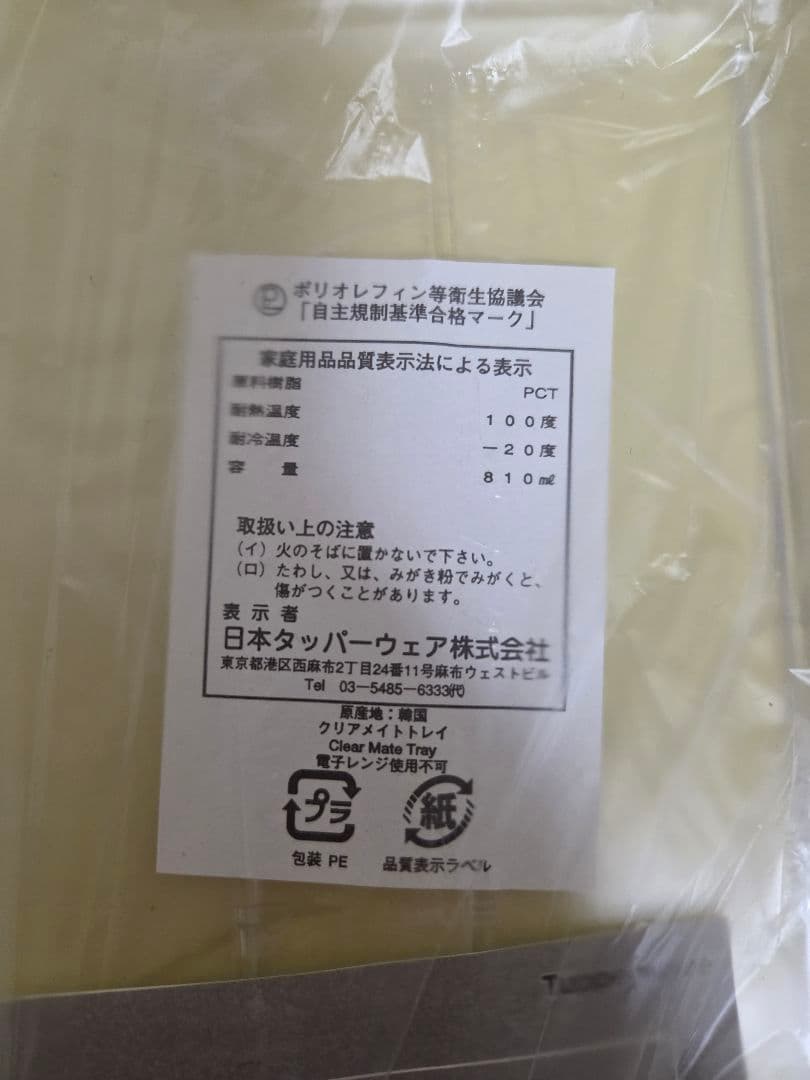 ポリオレフィン等衛生協議会
「自主規制基準合格マーク」
家庭用品品質表示法による表示
原料樹脂 PCT
耐熱温度 100度
耐冷温度 -20度
容 量 810㎖
取扱い上の注意
(イ) 火のそばに置かないで下さい。
(ロ) たわし、又は、みがき粉でみがくと、
傷がつくことがあります。
表 示 者
日本タッパーウェア株式会社
東京都港区西麻布2丁目24番11号麻布ウェストビル
Tel 03-5485-6333㈹
原産地:韓国
クリアメイトトレイ
Clear Mate Tray
電子レンジ使用不可
プラ 紙
包装 PE 品質表示ラベル